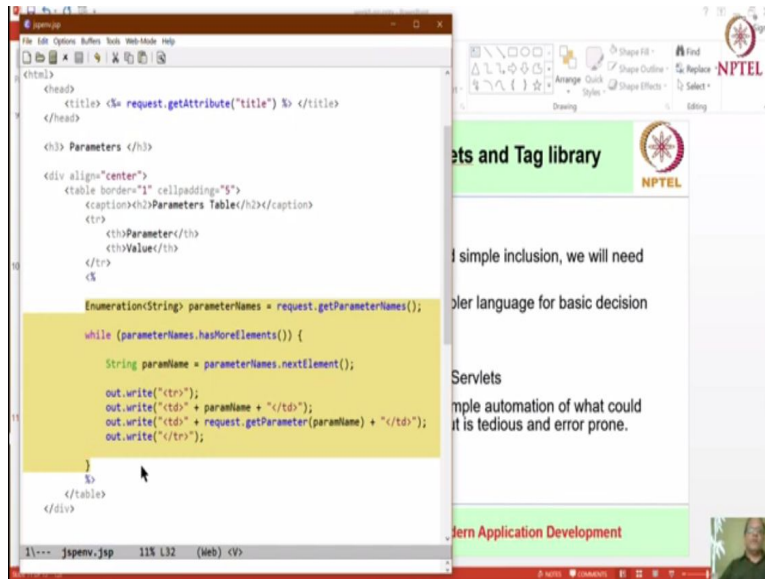 jspenv.jsp
File Edit Options Buffers Tools Web-Mode Help
<html>
<head>
<title> <%= request.getAttribute("title") %> </title>
</head>
<h3> Parameters </h3>
<div align="center">
<table border="1" cellpadding="5">
<caption><h2>Parameters Table</h2></caption>
<tr>
<th>Parameter</th>
<th>Value</th>
</tr>
<%
Enumeration<String> parameterNames = request.getParameterNames();
while (parameterNames.hasMoreElements()) {
String paramName = parameterNames.nextElement();
out.write("<tr>");
out.write("<td>" + paramName + "</td>");
out.write("<td>" + request.getParameter(paramName) + "</td>");
out.write("</tr>");
}
%>
</table>
</div>
1\--- jspenv.jsp 11% L32 (Web) <V>
Arrange
Quick Styles
Shape Fill
Shape Outline
Shape Effects
Drawing
Find
Replace
Select
Editing
NPTEL
ets and Tag library
NPTEL
simple inclusion, we will need
pler language for basic decision
Servlets
mple automation of what could
t is tedious and error prone.
dern Application Development
NOTES COMMENTS